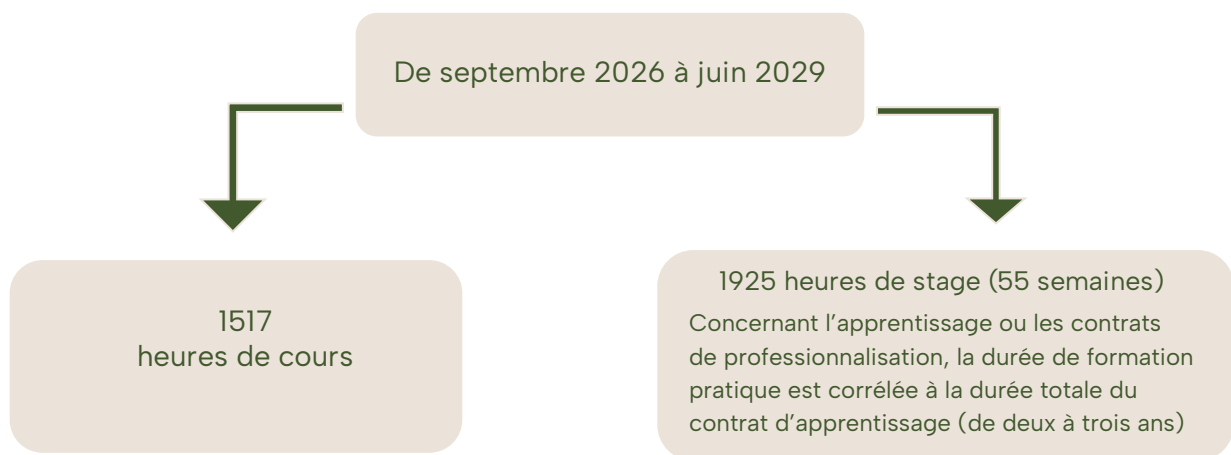 De septembre 2026 à juin 2029
1517
heures de cours
1925 heures de stage (55 semaines)
Concernant l’apprentissage ou les contrats
de professionnalisation, la durée de formation
pratique est corrélée à la durée totale du
contrat d’apprentissage (de deux à trois ans)